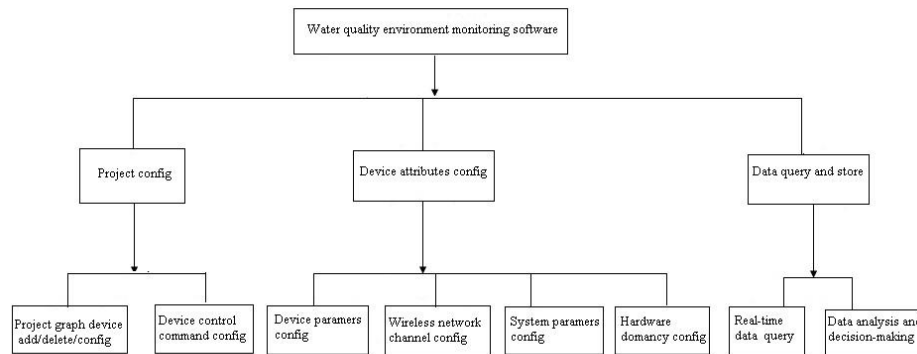 Water quality environment monitoring software
Project config
Device attributes config
Data query and store
Project graph device
add/delete/config
Device control
command config
Device paramers
config
Wireless network
channel config
System paramers
config
Hardware
domancy config
Real-time
data query
Data analysis and
decision-making